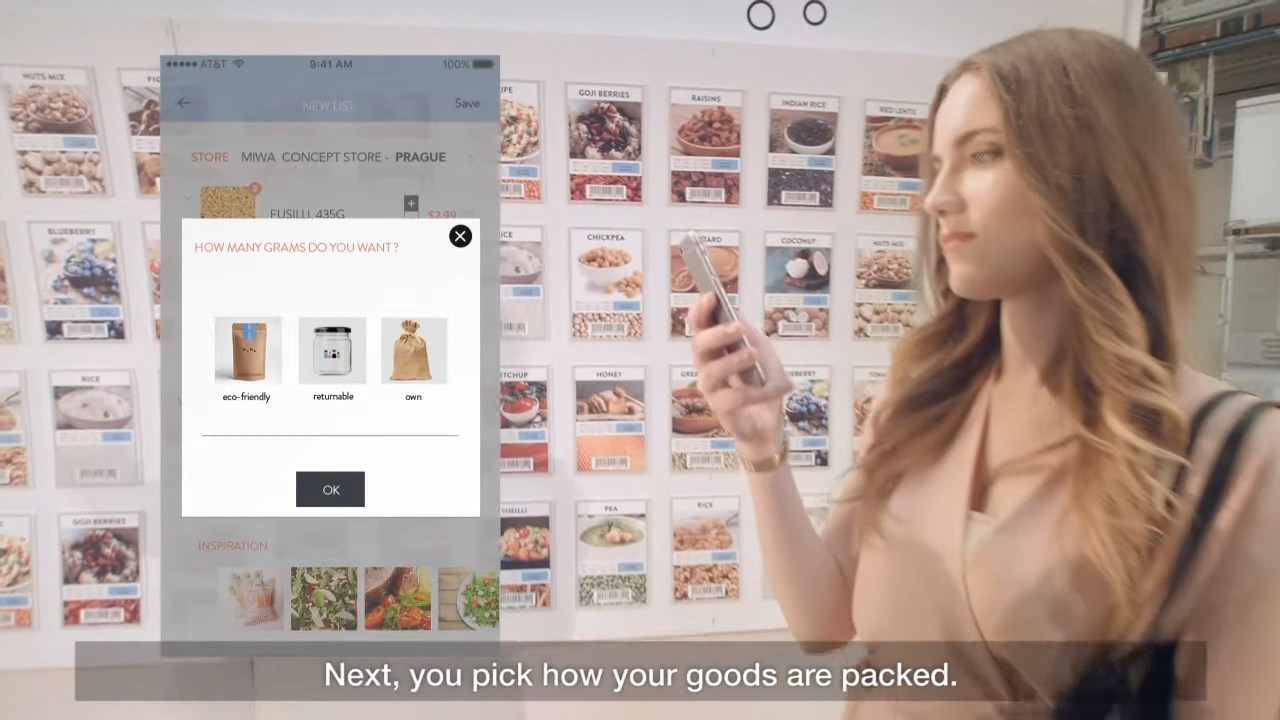 NUTS MIX
GOJI BERRIES
RAISINS
INDIAN RICE
RED LENTIL
AT&T
9:41 AM
100%
NEW LIST
Save
STORE MIWA CONCEPT STORE - PRAGUE
FUSILLI, 435G
$7.99
HOW MANY GRAMS DO YOU WANT ?
eco-friendly
returnable
own
OK
INSPIRATION
BLUEBERRY
CHICKPEA
COCONUT
NUTS MIX
RICE
HONEY
GOJI BERRIES
PEA
RICE
Next, you pick how your goods are packed.